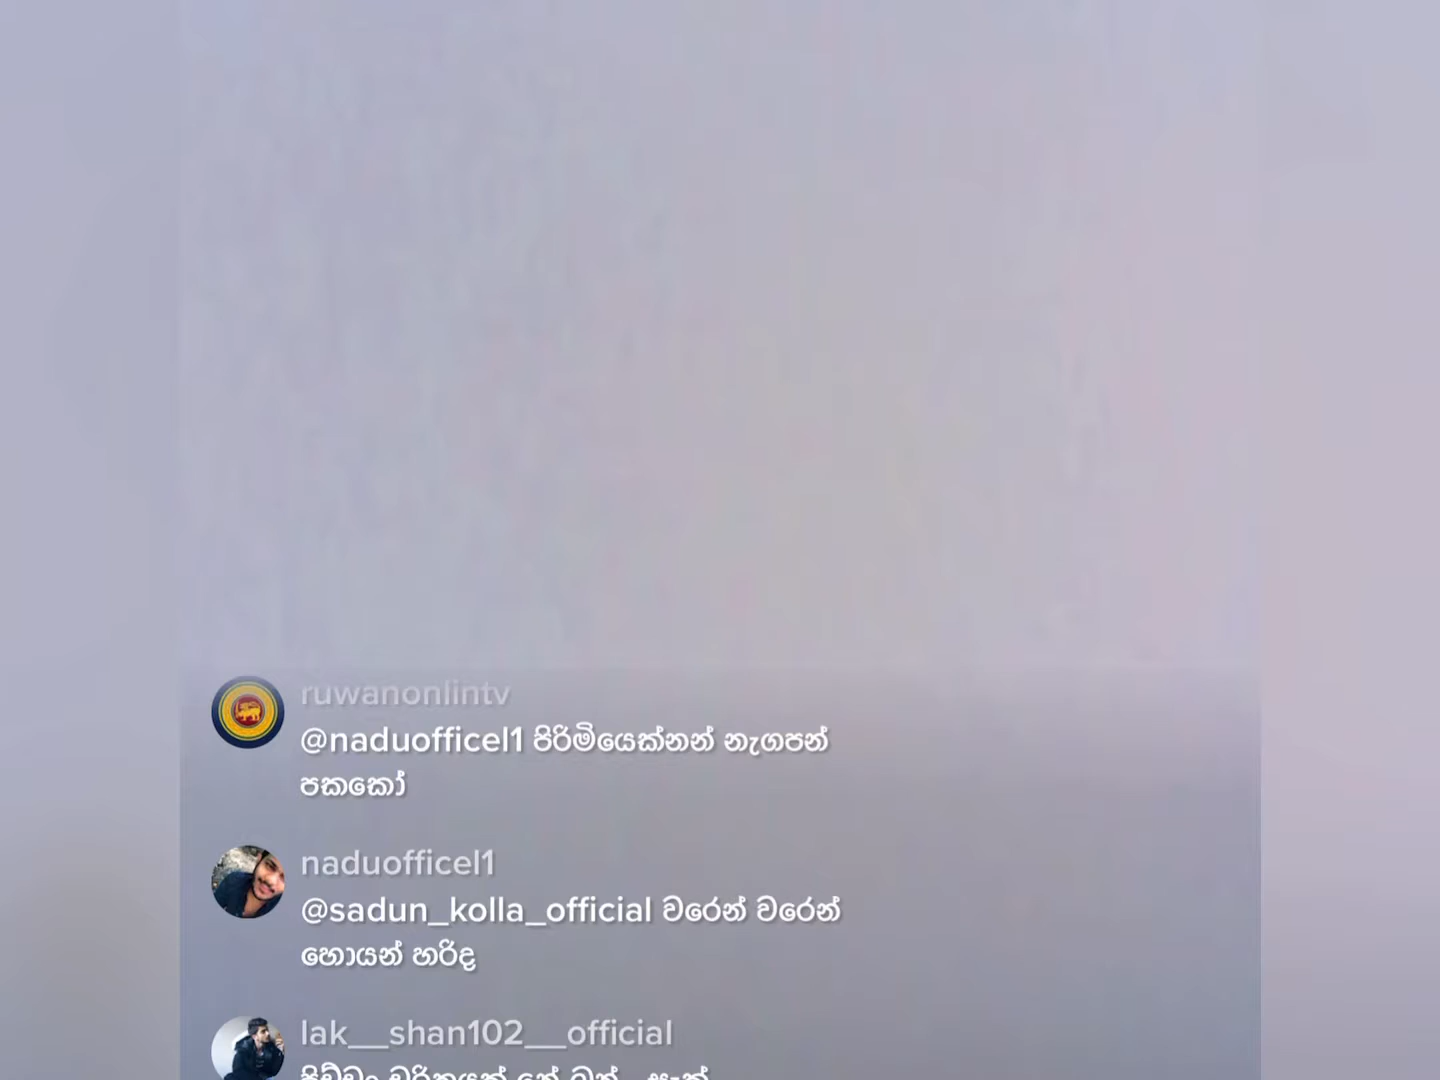 ruwanonlintv
@naduofficel1 පිරිමියෙක්නන් නැගපන්
පකකෝ
naduofficel1
@sadun_kolla_official වරෙන් වරෙන්
හොයන් හරිද
lak__shan102__official